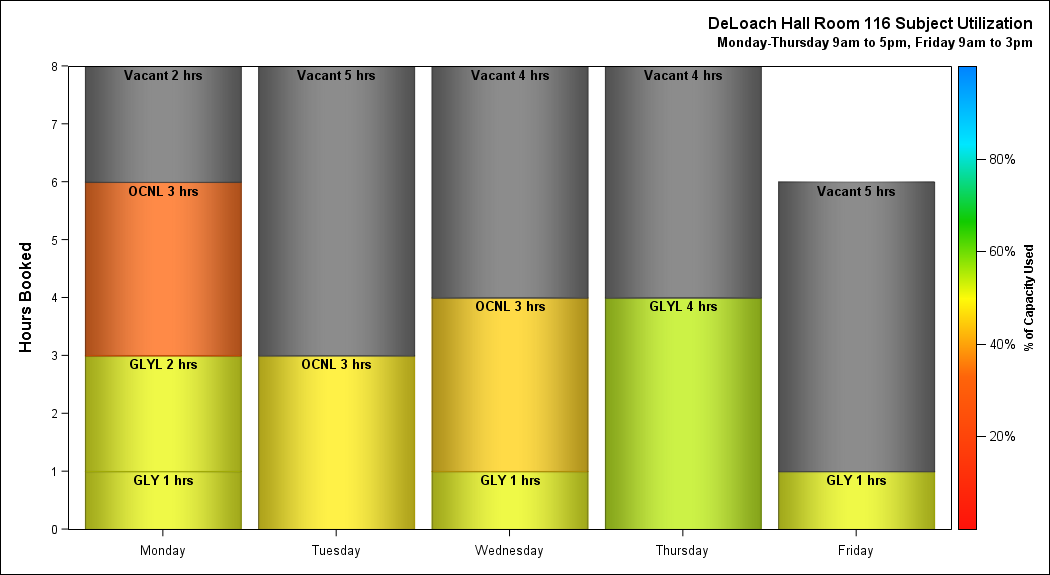 DeLoach Hall Room 116 Subject Utilization
Monday-Thursday 9am to 5pm, Friday 9am to 3pm
Hours Booked
8
7
6
5
4
3
2
1
0
Vacant 2 hrs
OCNL 3 hrs
GLYL 2 hrs
GLY 1 hrs
Vacant 5 hrs
OCNL 3 hrs
Vacant 4 hrs
OCNL 3 hrs
GLY 1 hrs
Vacant 4 hrs
GLYL 4 hrs
Vacant 5 hrs
GLY 1 hrs
Monday
Tuesday
Wednesday
Thursday
Friday
80%
60%
40%
20%
% of Capacity Used